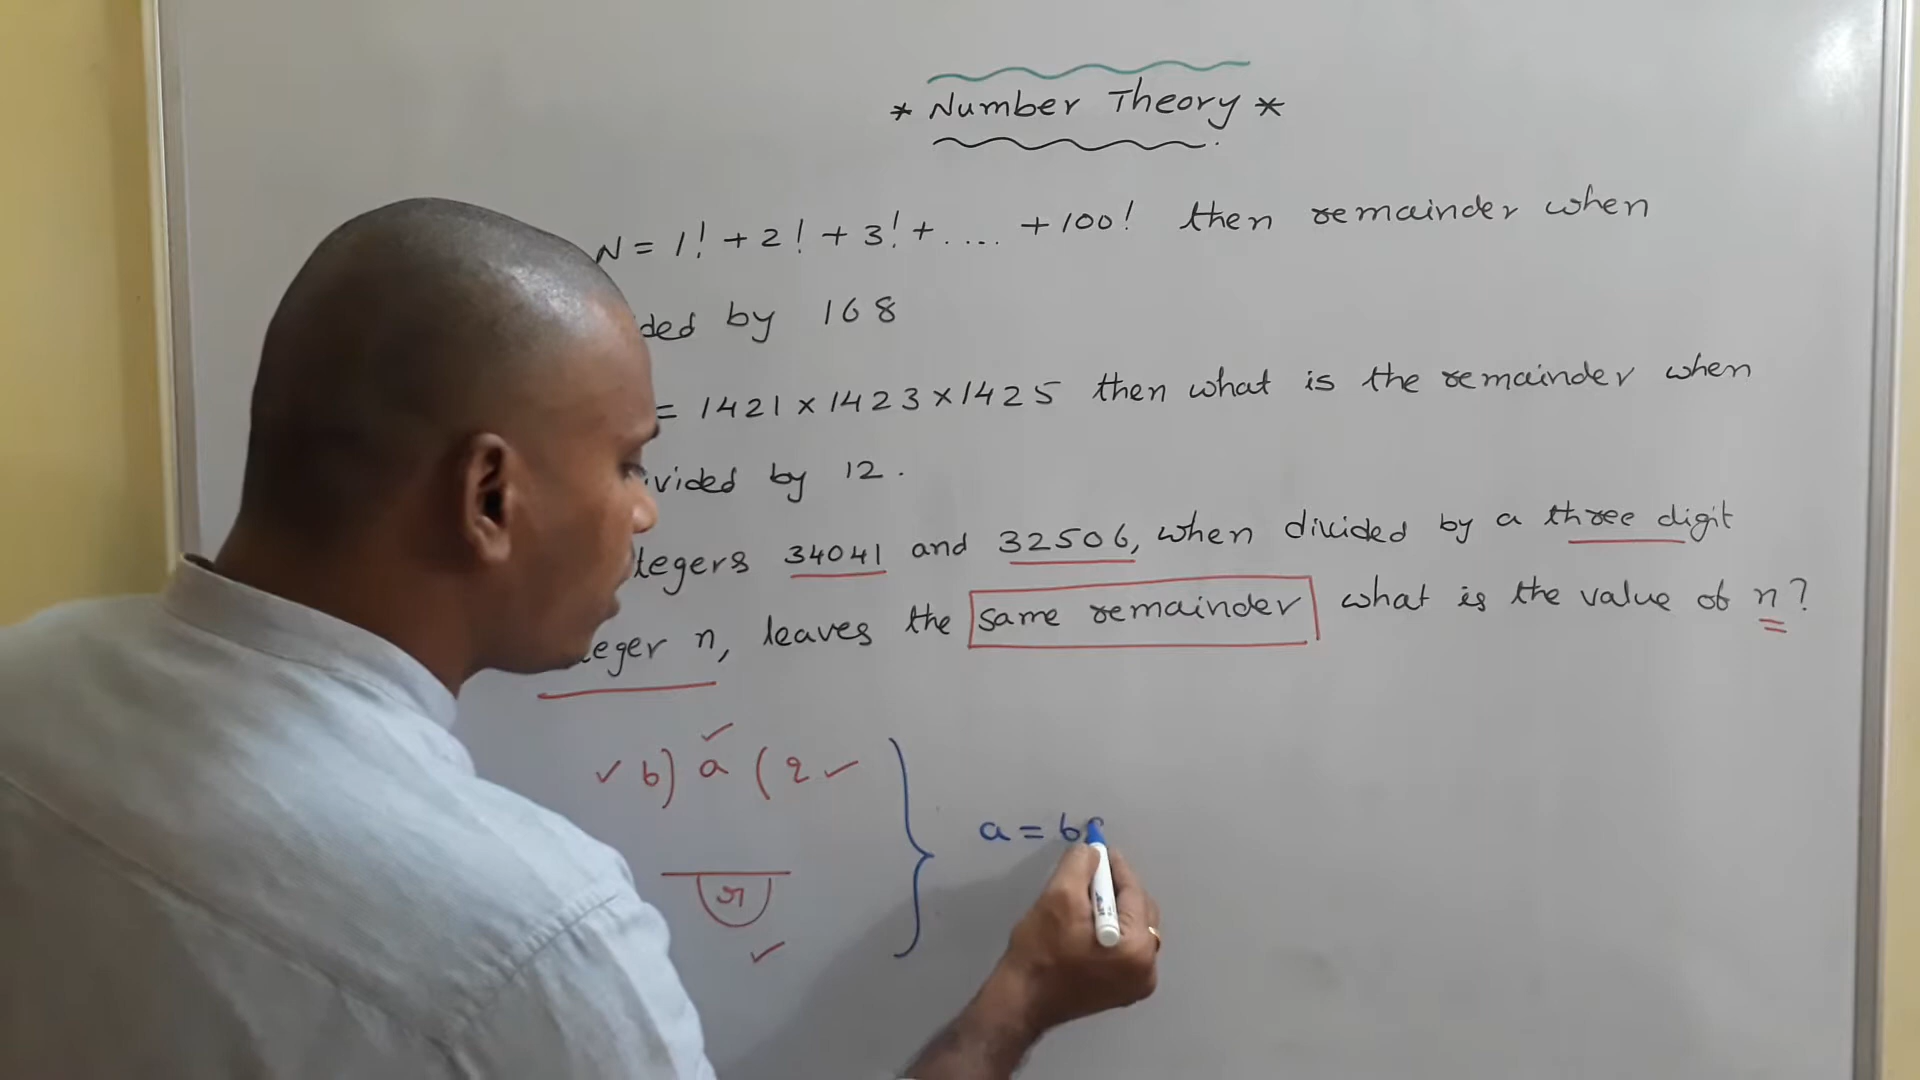 * Number Theory *
N = 1! + 2! + 3! + .... + 100! then remainder when
ded by 168
= 1421 × 1423 × 1425 then what is the remainder when
ivided by 12.
tegers 34041 and 32506, when divided by a three digit
eger n, leaves the same remainder what is the value of n?
✓ b) a ✓ ( q ✓
r ✓
a = b